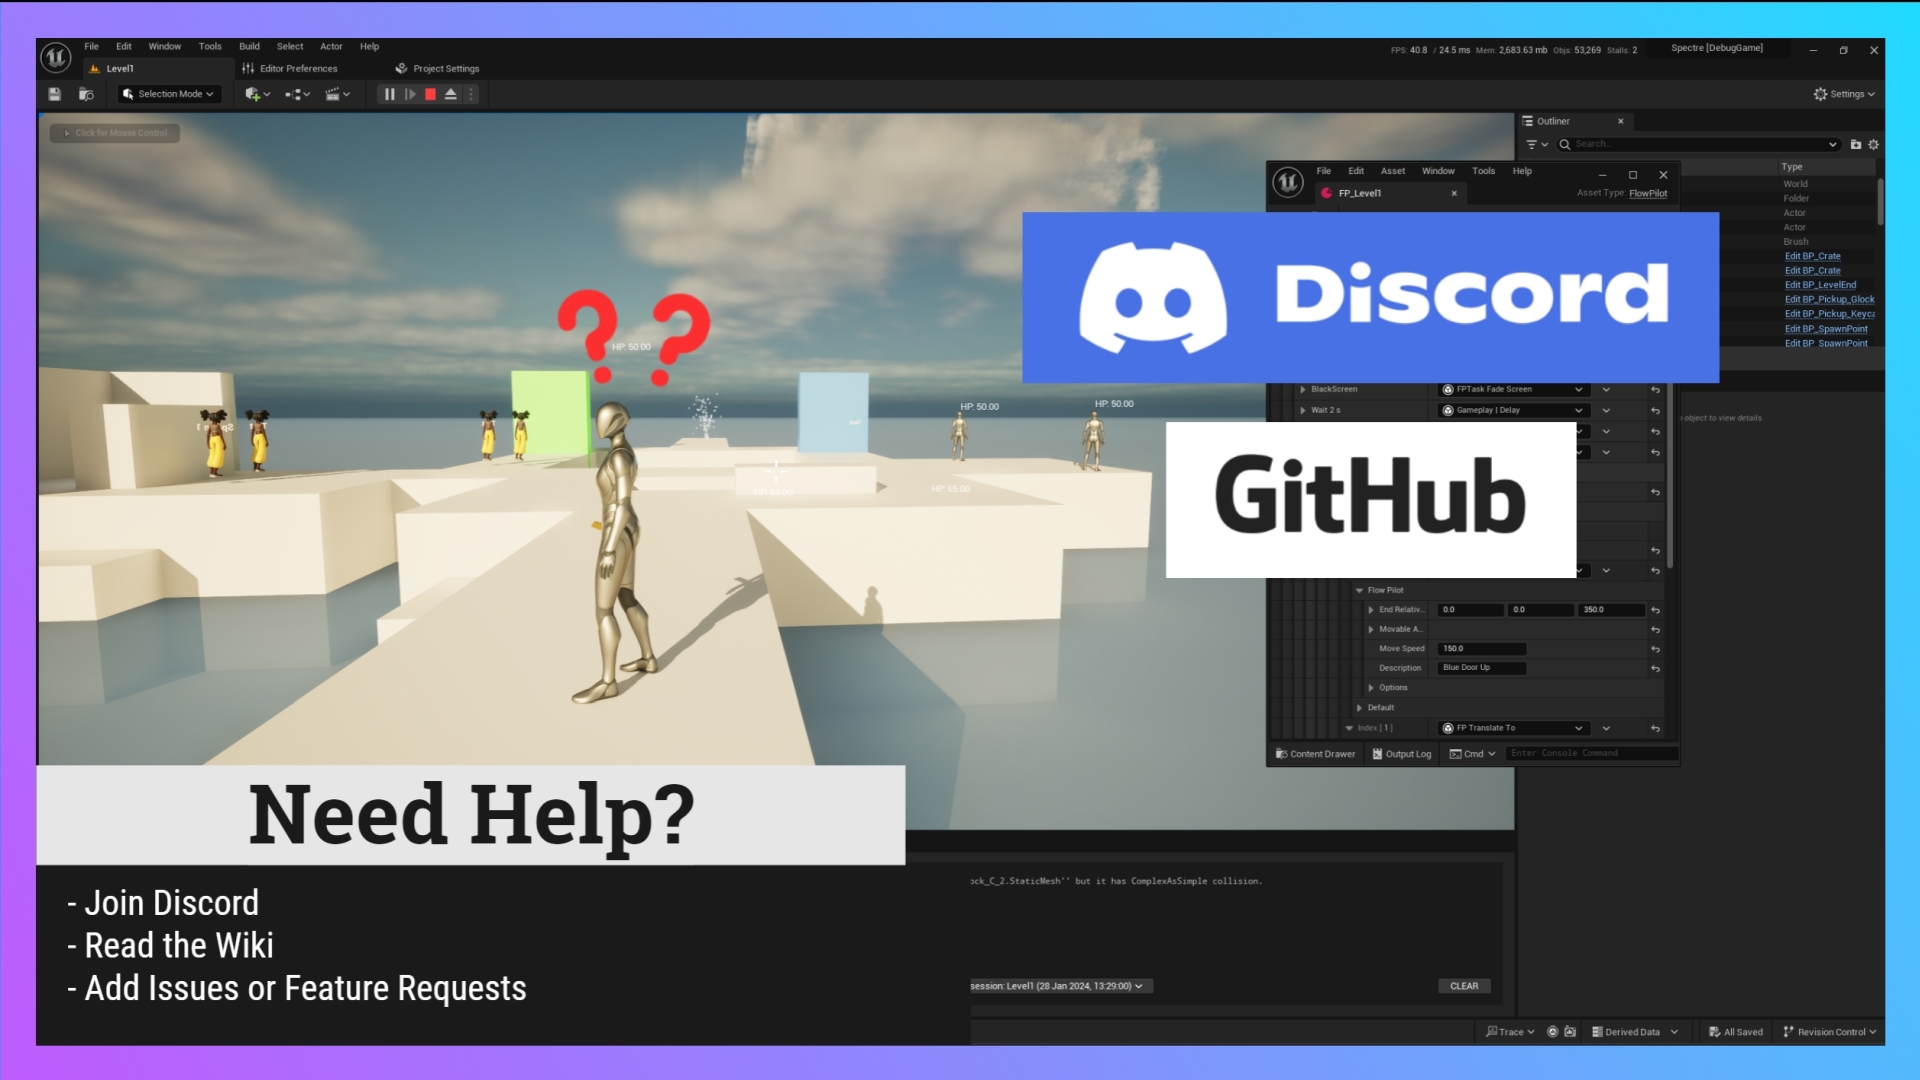 File Edit Window Tools Build Select Actor Help
FPS: 40.8 / 24.5 ms Mem: 2,683.63 mb Objs: 53,269 Stalls: 2
Spectre [DebugGame]
Level1
Editor Preferences
Project Settings
Selection Mode
Settings
Click for Mouse Control
Outliner
Search...
Type
World
Folder
Actor
Actor
Brush
Edit BP_Crate
Edit BP_Crate
Edit BP_LevelEnd
Edit BP_Pickup_Glock
Edit BP_Pickup_Keyca
Edit BP_SpawnPoint
Edit BP_SpawnPoint
object to view details.
File Edit Asset Window Tools Help
FP_Level1
Asset Type: FlowPilot
Discord
BlackScreen
FPTask Fade Screen
Wait 2 s
Gameplay | Delay
GitHub
Flow Pilot
End Relativ.. 0.0 0.0 350.0
Movable A..
Move Speed 150.0
Description Blue Door Up
Options
Default
Index [ 1 ] FP Translate To
Content Drawer Output Log Cmd Enter Console Command
? ?
HP: 50.00
HP: 50.00
HP: 50.00
HP: 65.00
Need Help?
- Join Discord
- Read the Wiki
- Add Issues or Feature Requests
ock_C_2.StaticMesh'' but it has ComplexAsSimple collision.
session: Level1 (28 Jan 2024, 13:29:00)
CLEAR
Trace
Derived Data
All Saved
Revision Control